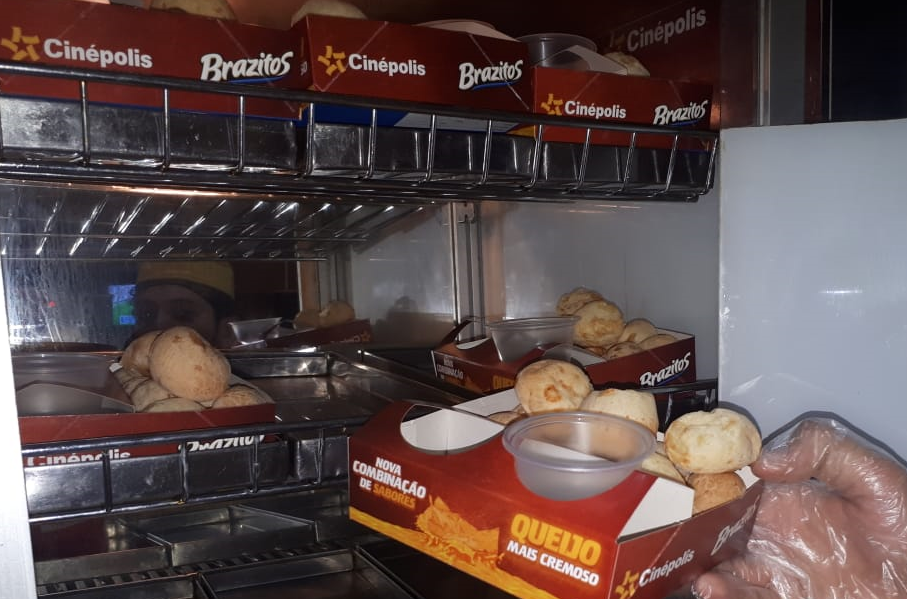 Cinépolis
Brazitos
Cinépolis
Brazitos
Cinépolis
Brazitos
Cinépolis
Brazitos
Cinépolis
Brazitos
NOVA
COMBINAÇÃO
DE SABORES
QUEIJO
MAIS CREMOSO
Cinépolis
Brazitos